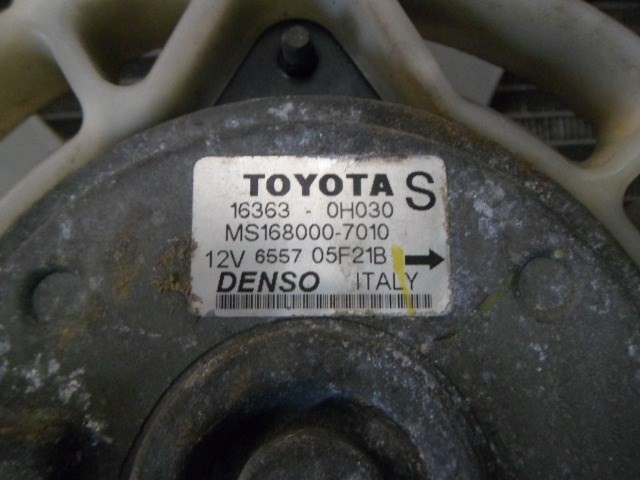 TOYOTA S
16363 - 0H030
MS168000-7010
12V 6557 05F21B
DENSO ITALY